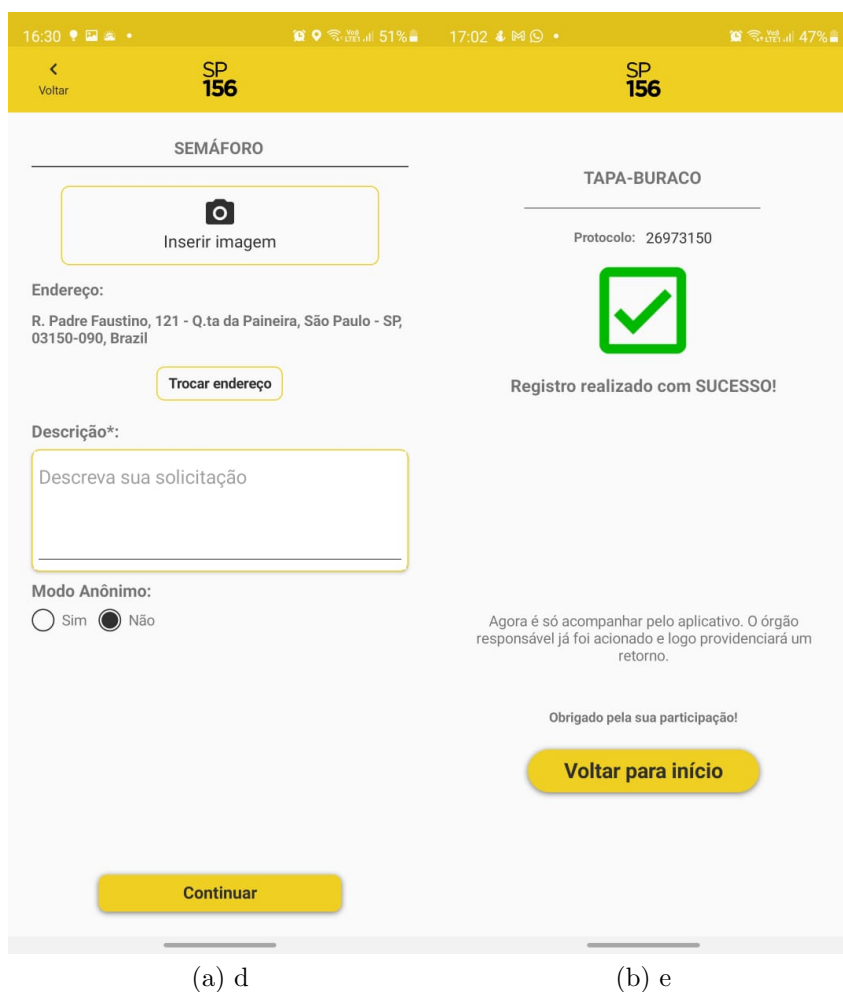 16:30
Voltar
SP
156
SEMÁFORO
Inserir imagem
Endereço:
R. Padre Faustino, 121 - Q.ta da Paineira, São Paulo - SP,
03150-090, Brazil
Trocar endereço
Descrição*:
Descreva sua solicitação
Modo Anônimo:
Sim Não
Continuar
(a) d
51%
17:02
47%
SP
156
TAPA-BURACO
Protocolo: 26973150
Registro realizado com SUCESSO!
Agora é só acompanhar pelo aplicativo. O órgão
responsável já foi acionado e logo providenciará um
retorno.
Obrigado pela sua participação!
Voltar para início
(b) e